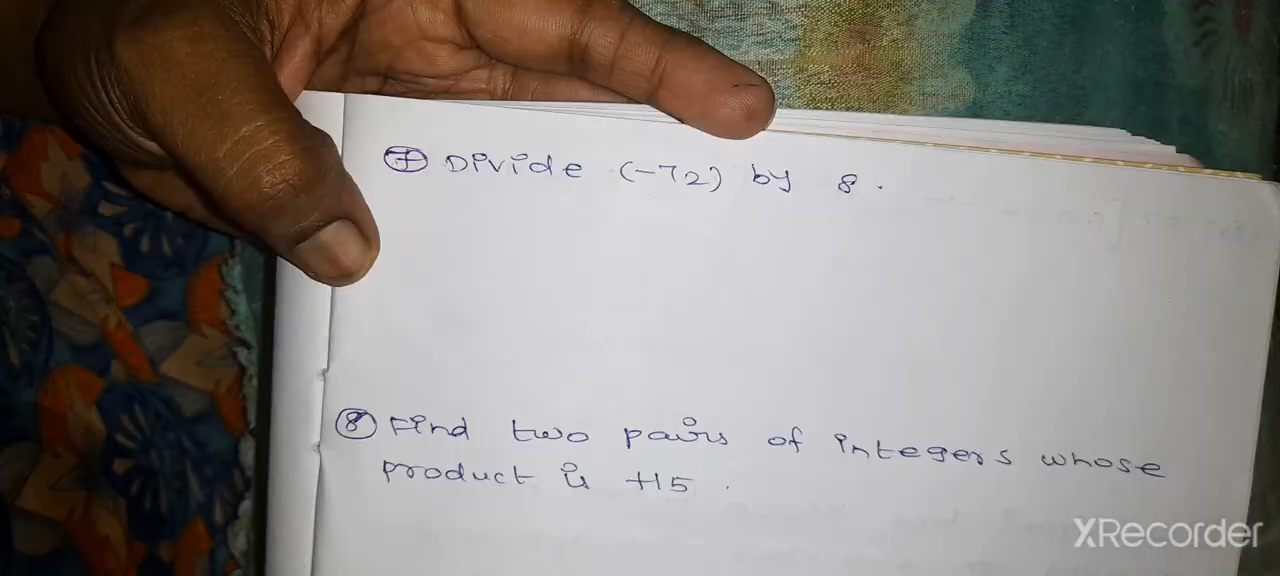 ⑦ Divide (-72) by 8.
⑧ Find two pairs of integers whose
product is +15.
XRecorder